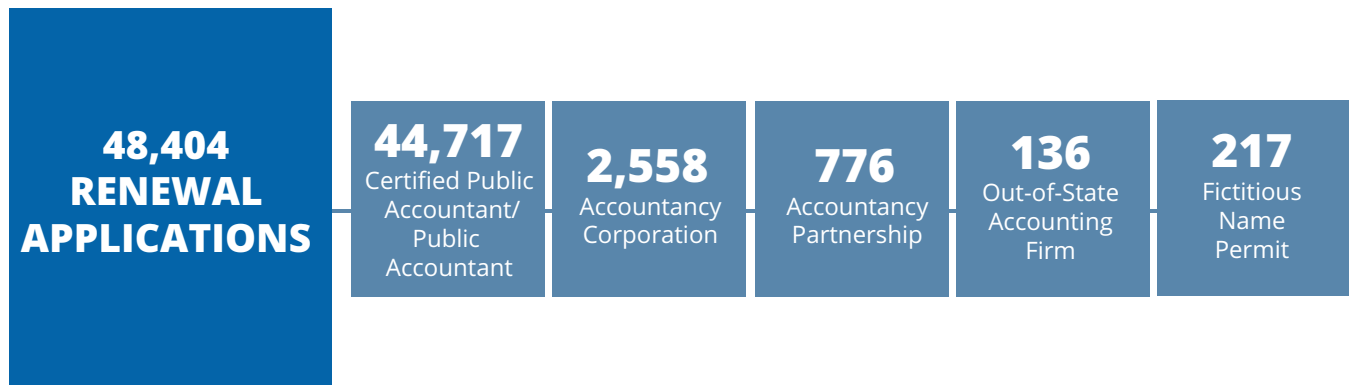 48,404
RENEWAL
APPLICATIONS
44,717
Certified Public
Accountant/
Public
Accountant
2,558
Accountancy
Corporation
776
Accountancy
Partnership
136
Out-of-State
Accounting
Firm
217
Fictitious
Name
Permit